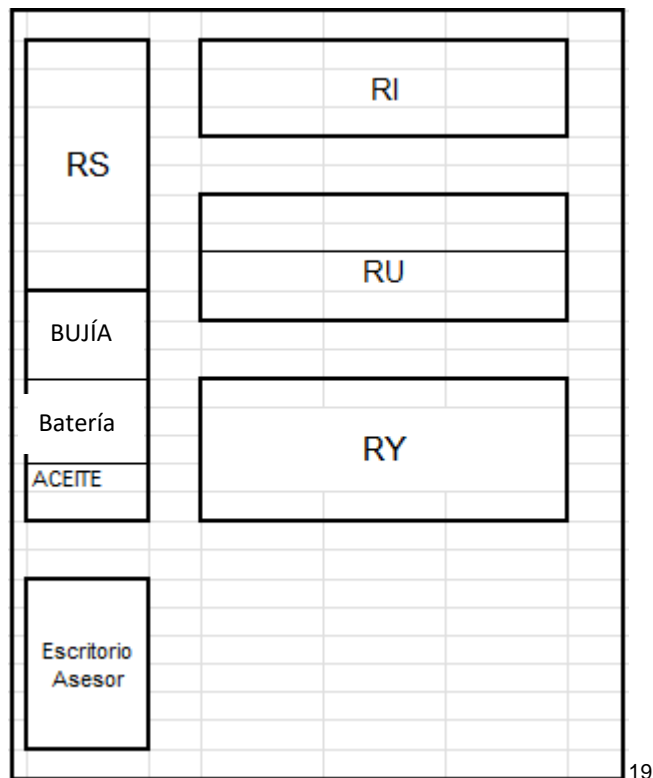 RI
RS
RU
BUJÍA
Batería
RY
ACEITE
Escritorio
Asesor
19